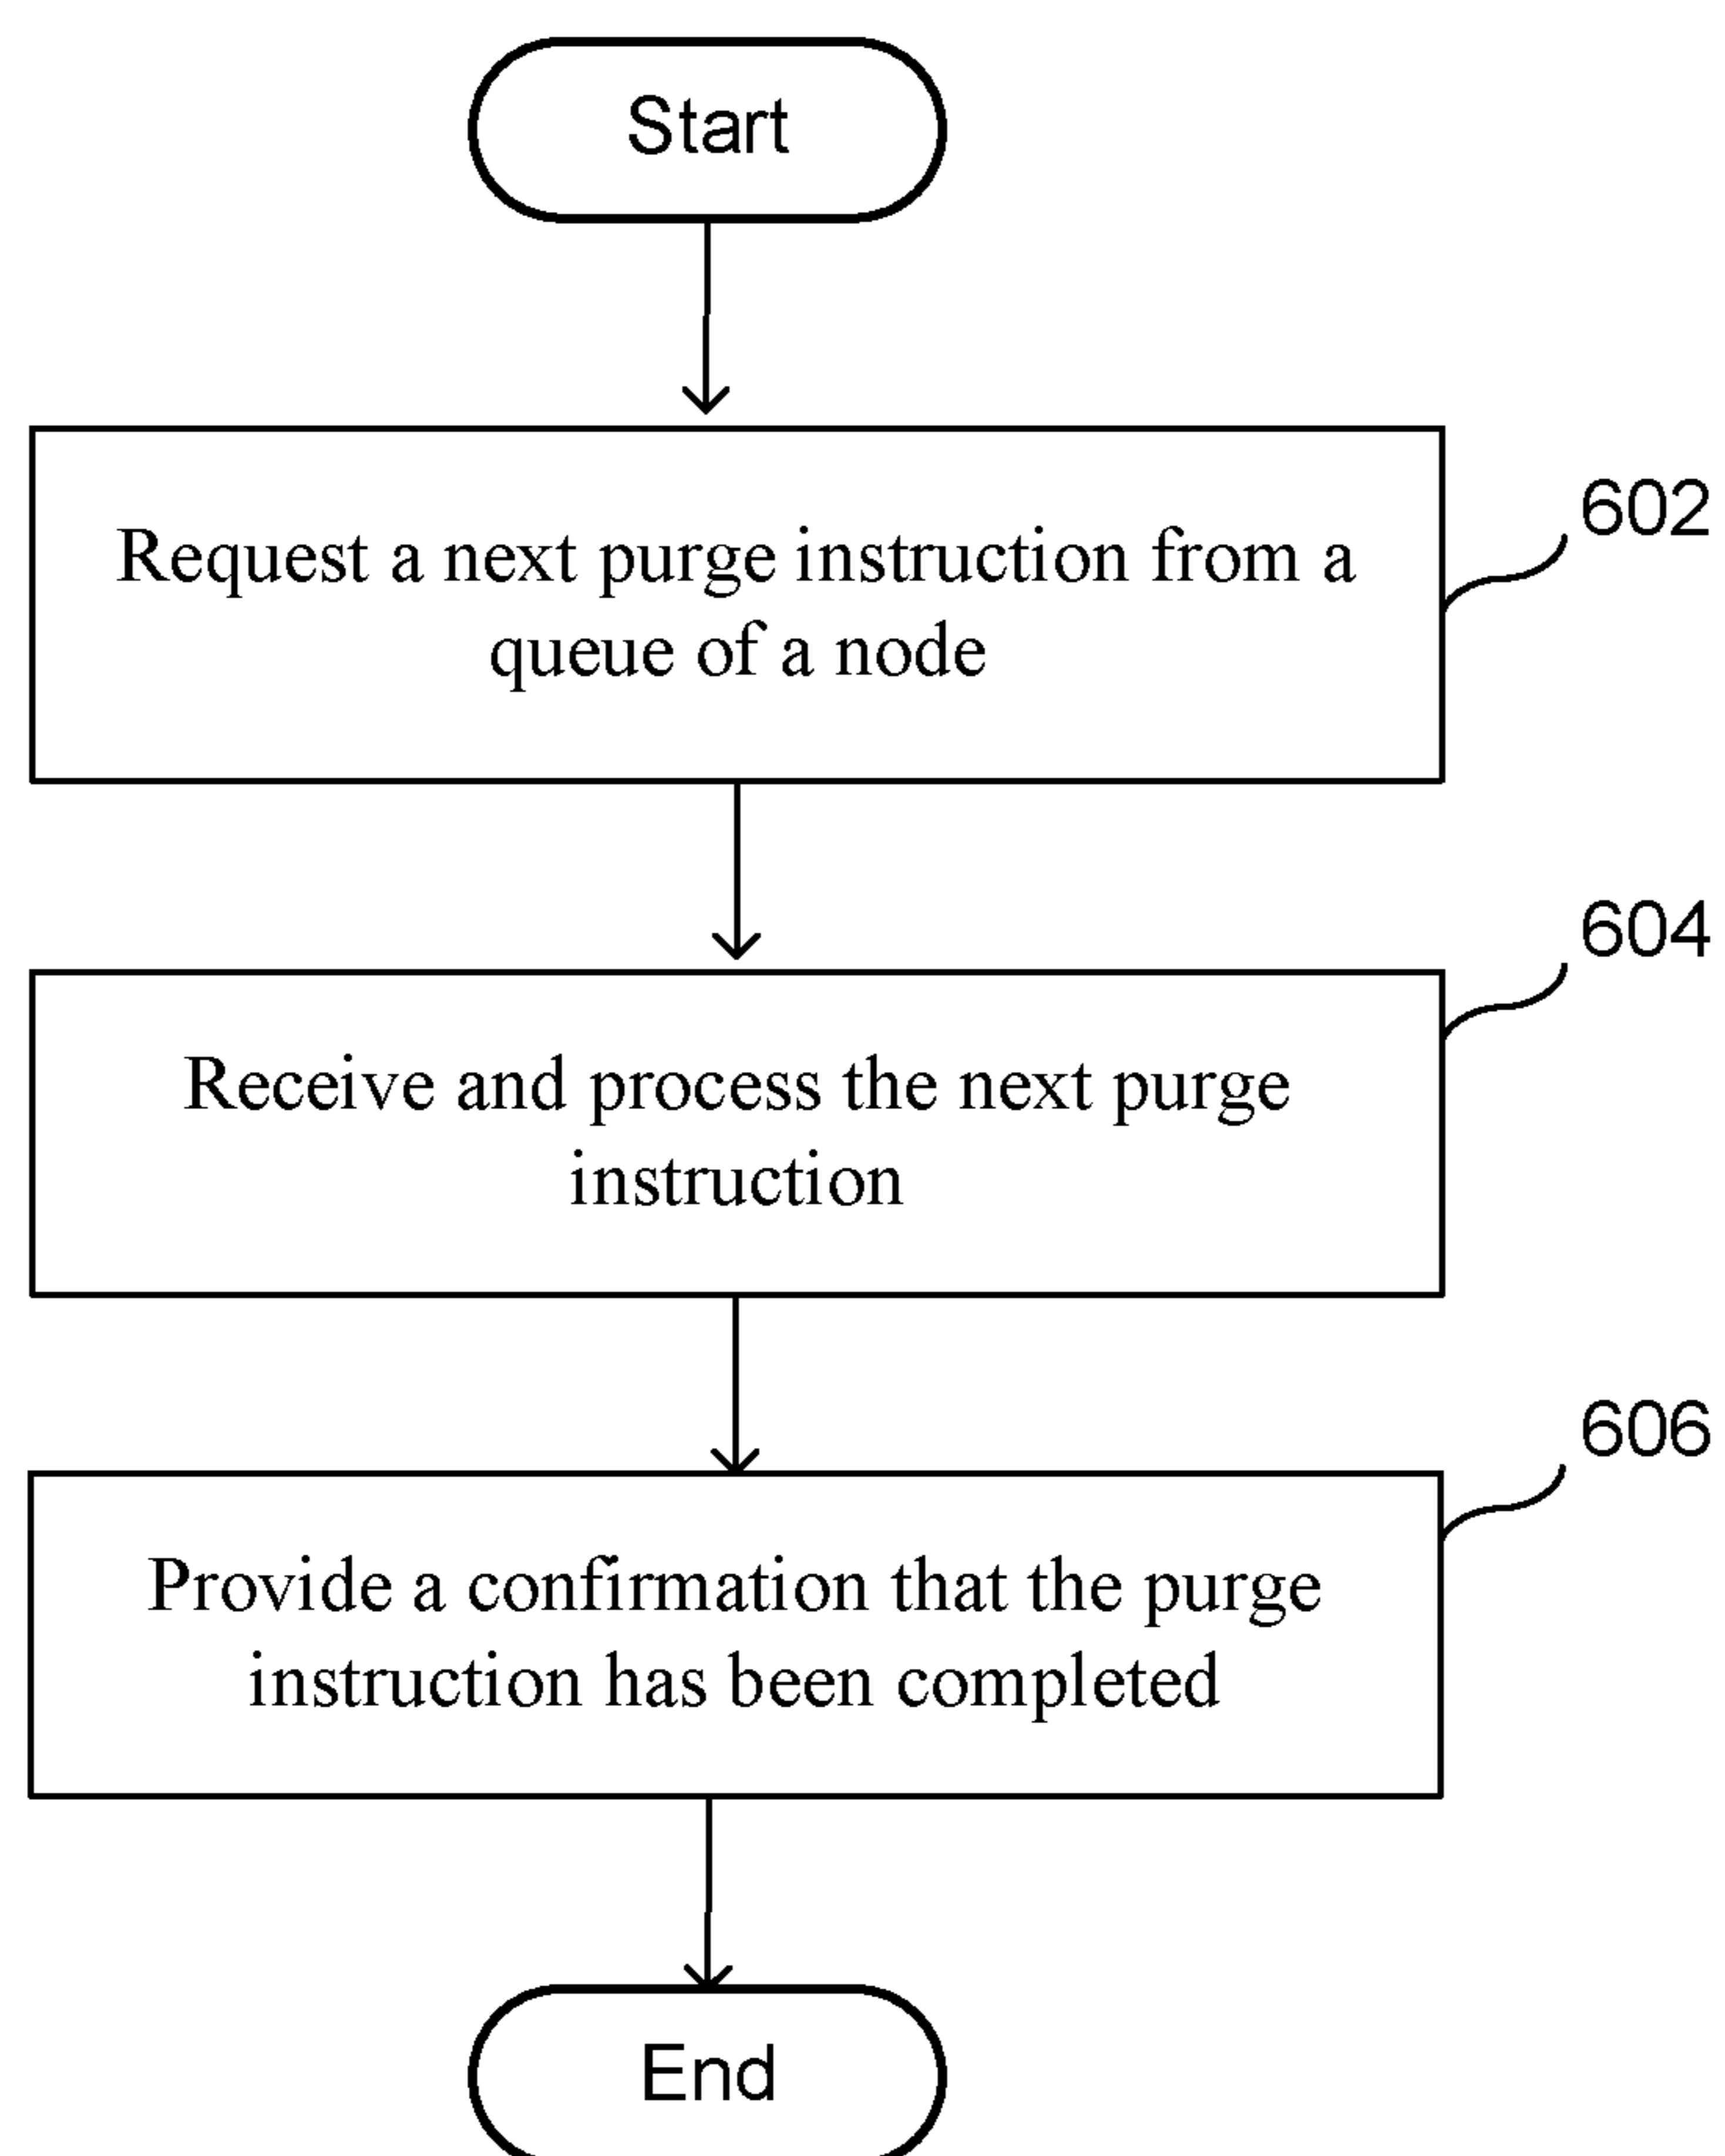 Start
Request a next purge instruction from a
queue of a node
602
Receive and process the next purge
instruction
604
Provide a confirmation that the purge
instruction has been completed
606
End